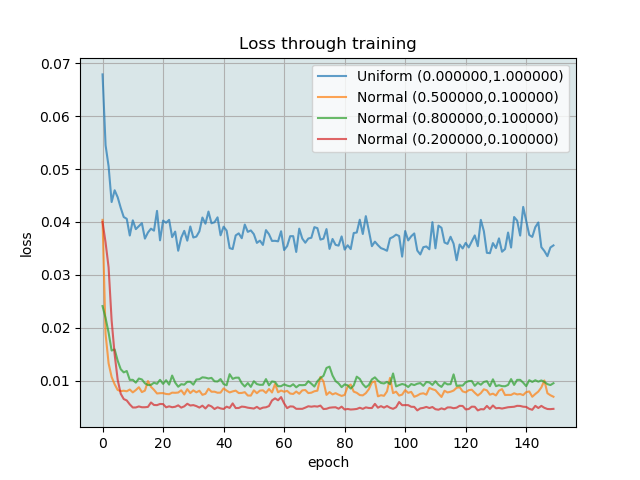 Loss through training
0.07
0.06
0.05
0.04
0.03
0.02
0.01
loss
Uniform (0.000000,1.000000)
Normal (0.500000,0.100000)
Normal (0.800000,0.100000)
Normal (0.200000,0.100000)
0 20 40 60 80 100 120 140
epoch